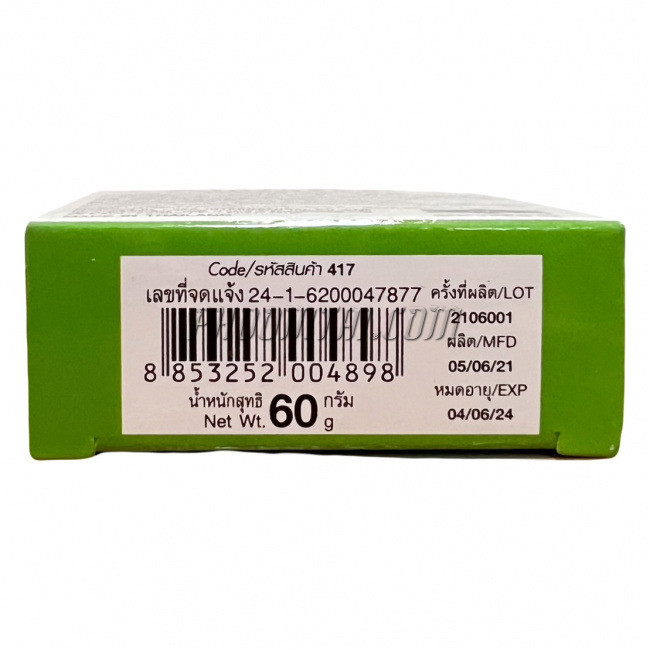 Code/รหัสสินค้า 417
เลขที่จดแจ้ง 24-1-6200047877
8 853252 004898
น้ำหนักสุทธิ 60 กรัม
Net Wt. g
ครั้งที่ผลิต/LOT
2106001
ผลิต/MFD
05/06/21
หมดอายุ/EXP
04/06/24